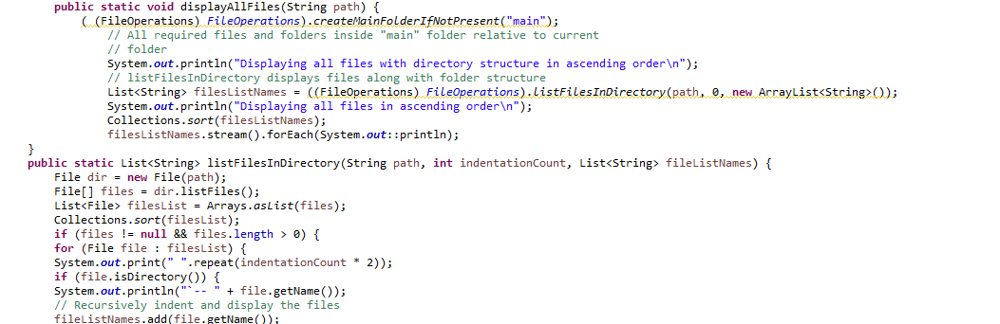 public static void displayAllFiles(String path) {
( (FileOperations) FileOperations).createMainFolderIfNotPresent("main");
// All required files and folders inside "main" folder relative to current
// folder
System.out.println("Displaying all files with directory structure in ascending order\n");
// listFilesInDirectory displays files along with folder structure
List<String> filesListNames = ((FileOperations) FileOperations).listFilesInDirectory(path, 0, new ArrayList<String>());
System.out.println("Displaying all files in ascending order\n");
Collections.sort(filesListNames);
filesListNames.stream().forEach(System.out::println);
}
public static List<String> listFilesInDirectory(String path, int indentationCount, List<String> fileListNames) {
File dir = new File(path);
File[] files = dir.listFiles();
List<File> filesList = Arrays.asList(files);
Collections.sort(filesList);
if (files != null && files.length > 0) {
for (File file : filesList) {
System.out.print(" ".repeat(indentationCount * 2));
if (file.isDirectory()) {
System.out.println("`-- " + file.getName());
// Recursively indent and display the files
fileListNames.add(file.getName());